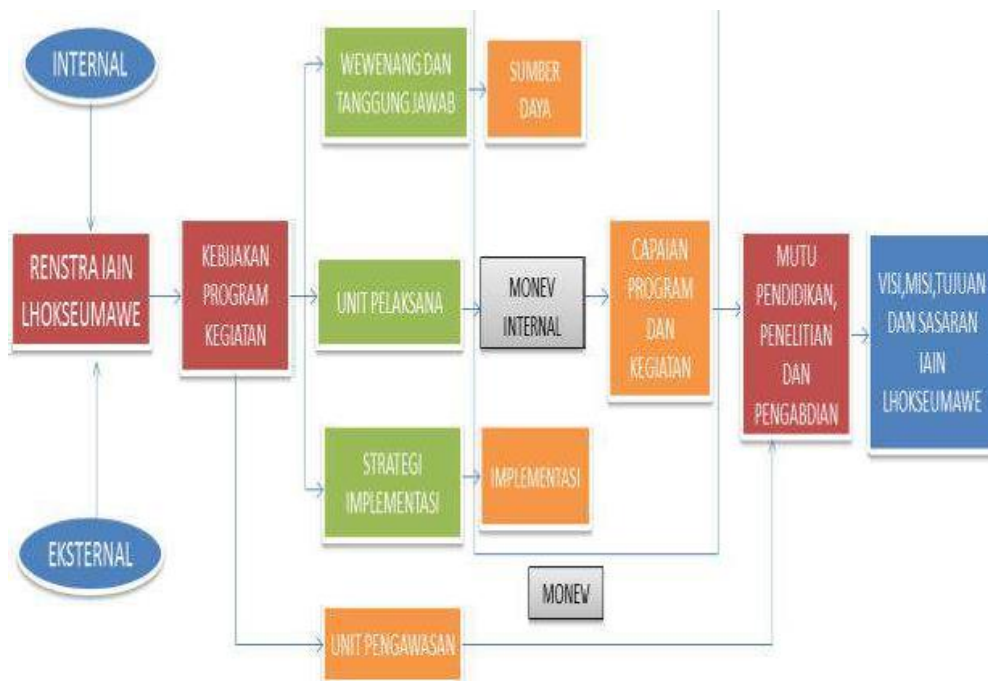 INTERNAL
WEWENANG DAN
TANGGUNG JAWAB
SUMBER
DAYA
RENSTRA IAIN
LHOKSEUMAWE
KEBIJAKAN
PROGRAM
KEGIATAN
UNIT PELAKSANA
MONEV
INTERNAL
CAPAIAN
PROGRAM
DAN
KEGIATAN
MUTU
PENDIDIKAN,
PENELITIAN
DAN
PENGABDIAN
VISI,MISI,TUJUAN
DAN SASARAN
IAIN
LHOKSEUMAWE
STRATEGI
IMPLEMENTASI
IMPLEMENTASI
EKSTERNAL
MONEW
UNIT PENGAWASAN